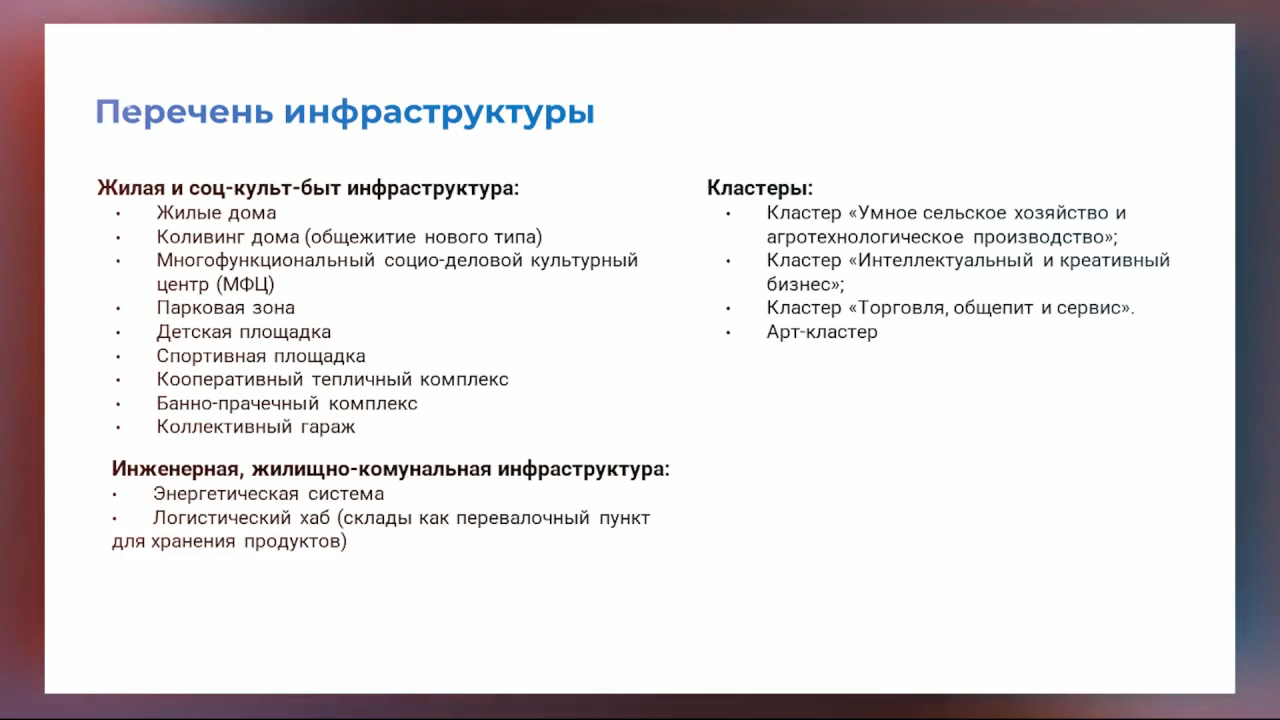 Перечень инфраструктуры
Жилая и соц-культ-быт инфраструктура:
• Жилые дома
• Коливинг дома (общежитие нового типа)
• Многофункциональный социо-деловой культурный
центр (МФЦ)
• Парковая зона
• Детская площадка
• Спортивная площадка
• Кооперативный тепличный комплекс
• Банно-прачечный комплекс
• Коллективный гараж
Инженерная, жилищно-комунальная инфраструктура:
• Энергетическая система
• Логистический хаб (склады как перевалочный пункт
для хранения продуктов)
Кластеры:
• Кластер «Умное сельское хозяйство и
агротехнологическое производство»;
• Кластер «Интеллектуальный и креативный
бизнес»;
• Кластер «Торговля, общепит и сервис».
• Арт-кластер